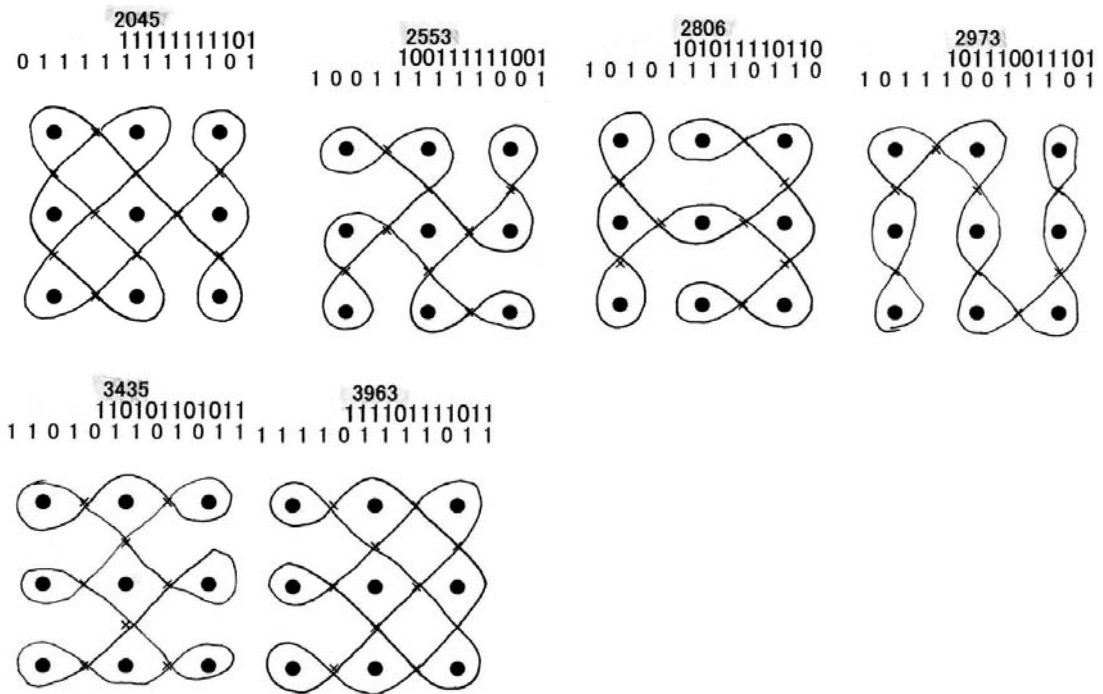 2045
11111111101
0 1 1 1 1 1 1 1 1 1 0 1
2553
100111111001
1 0 0 1 1 1 1 1 1 0 0 1
2806
101011110110
1 0 1 0 1 1 1 1 0 1 1 0
2973
101110011101
1 0 1 1 1 0 0 1 1 1 0 1
3435
110101101011
1 1 0 1 0 1 1 0 1 0 1 1
3963
111101111011
1 1 1 1 0 1 1 1 1 0 1 1